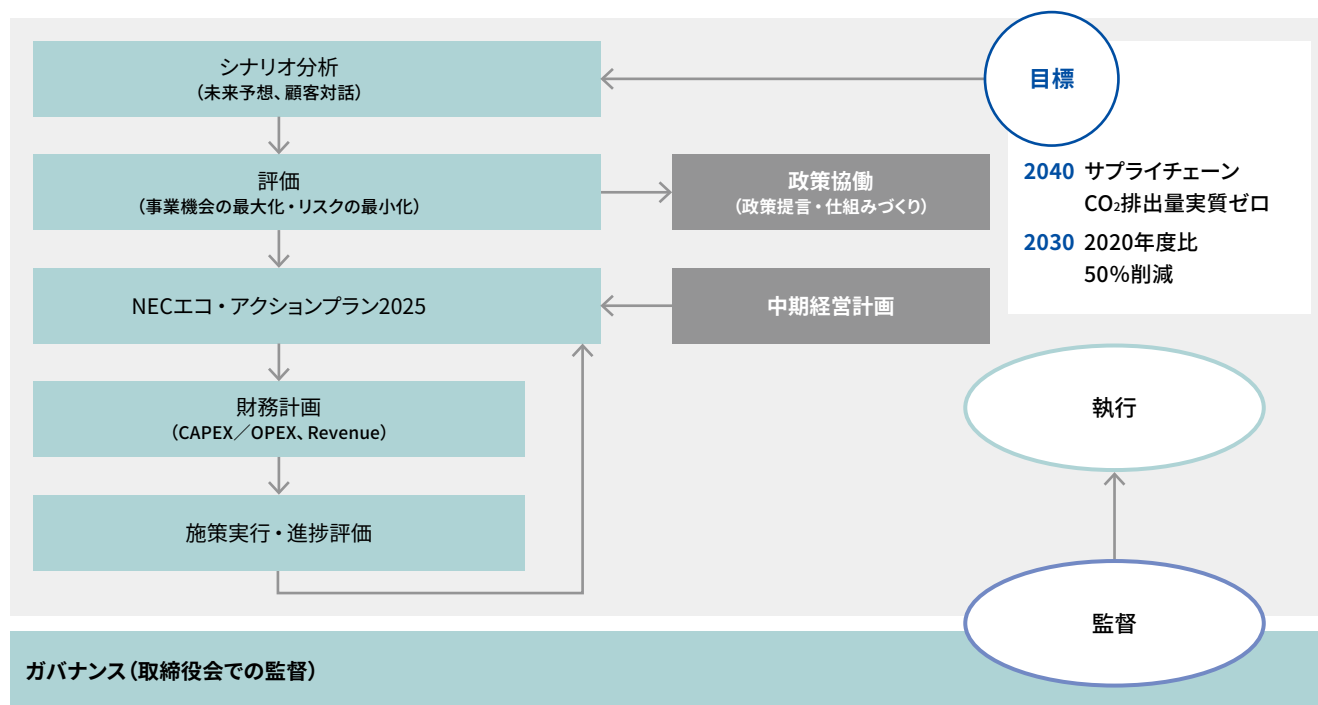 シナリオ分析
（未来予想、顧客対話）
評価
（事業機会の最大化・リスクの最小化）
NECエコ・アクションプラン2025
財務計画
（CAPEX／OPEX、Revenue）
施策実行・進捗評価
政策協働
（政策提言・仕組みづくり）
中期経営計画
目標
2040 サプライチェーン
CO₂排出量実質ゼロ
2030 2020年度比
50％削減
執行
監督
ガバナンス（取締役会での監督）